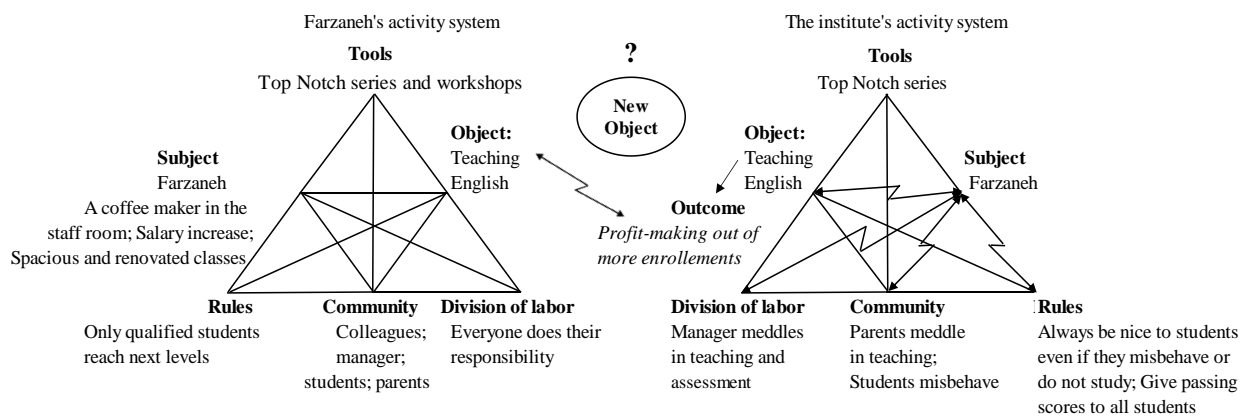 Farzaneh's activity system
Tools
Top Notch series and workshops
Object:
Teaching
English
Subject
Farzaneh
A coffee maker in the
staff room; Salary increase;
Spacious and renovated classes
Rules
Only qualified students
reach next levels
Community
Colleagues;
manager;
students; parents
Division of labor
Everyone does their
responsibility
?
New
Object
Outcome
Profit-making out of
more enrollements
The institute's activity system
Tools
Top Notch series
Object:
Teaching
English
Subject
Farzaneh
Division of labor
Manager meddles
in teaching and
assessment
Community
Parents meddle
in teaching;
Students misbehave
Rules
Always be nice to students
even if they misbehave or
do not study; Give passing
scores to all students